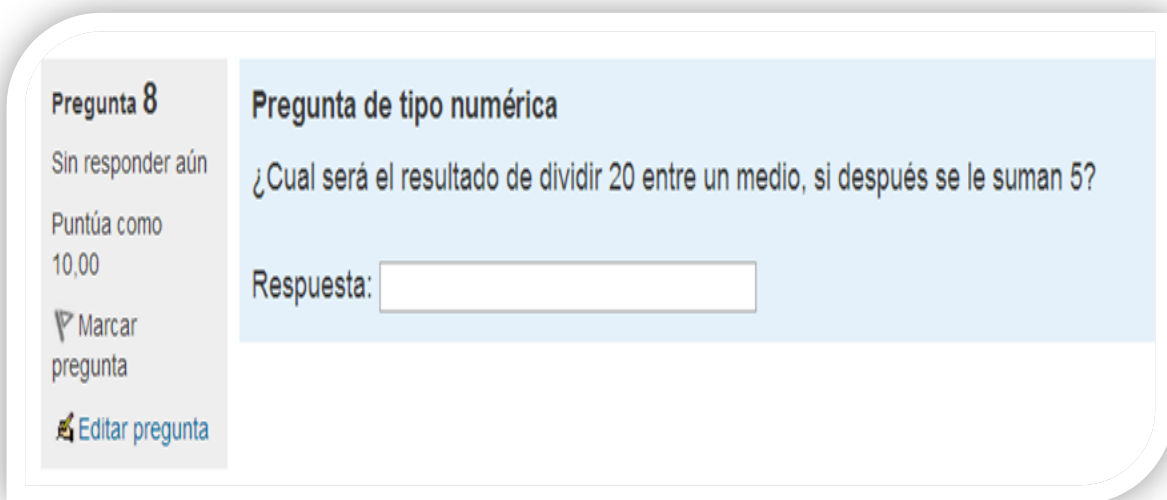 Pregunta 8
Sin responder aún
Puntúa como
10,00
Marcar
pregunta
Editar pregunta
Pregunta de tipo numérica
¿Cual será el resultado de dividir 20 entre un medio, si después se le suman 5?
Respuesta: